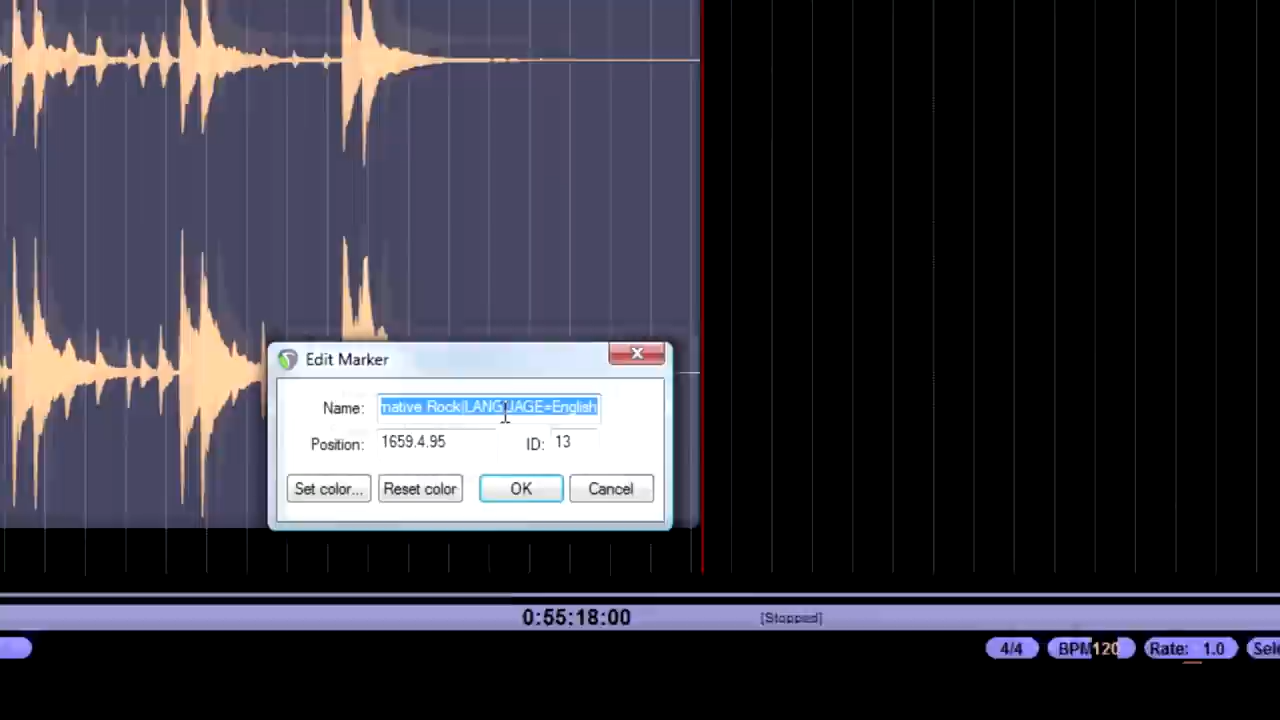 Edit Marker
Name: native Rock|LANGUAGE=English
Position: 1659.4.95 ID: 13
Set color... Reset color OK Cancel
0:55:18:00 [Stopped]
4/4 BPM 120 Rate: 1.0